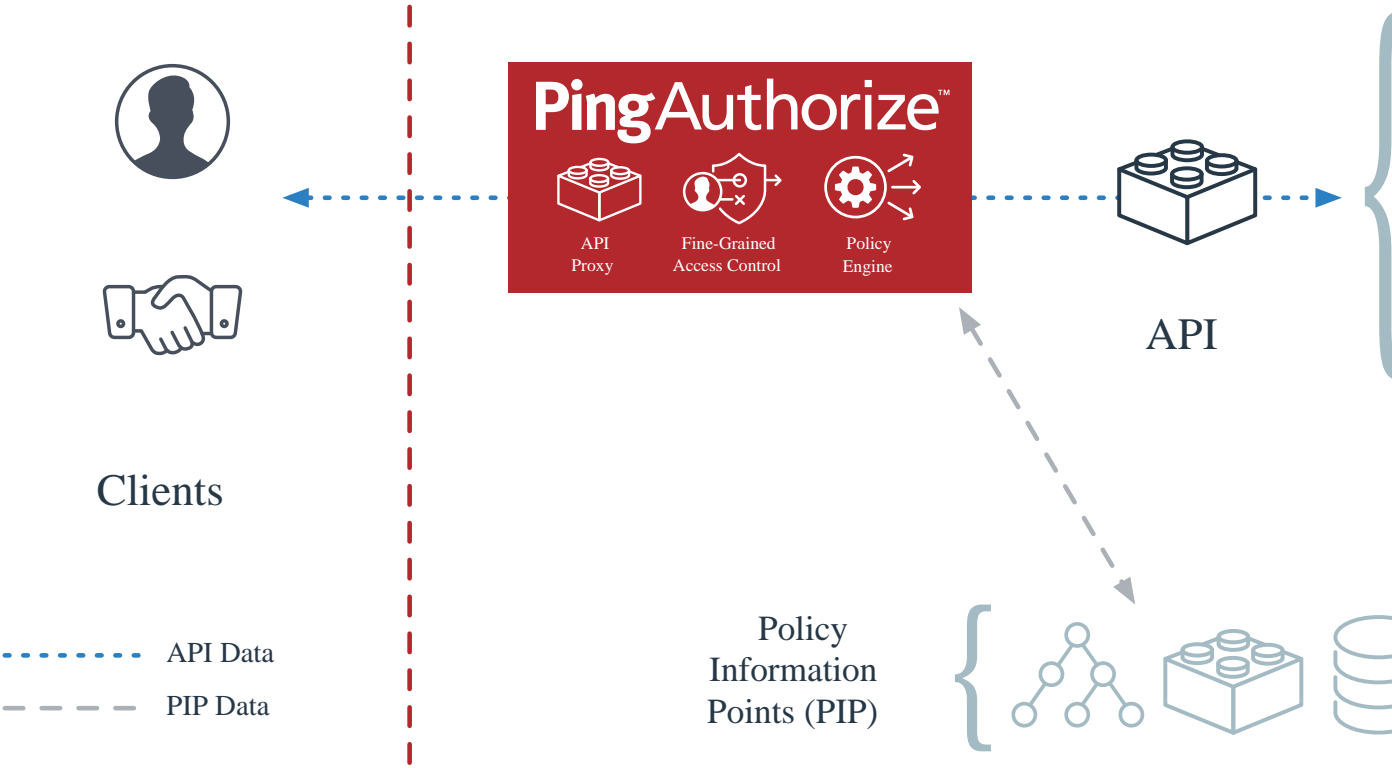 PingAuthorize™
API
Proxy
Fine-Grained
Access Control
Policy
Engine
API
Clients
API Data
PIP Data
Policy
Information
Points (PIP)